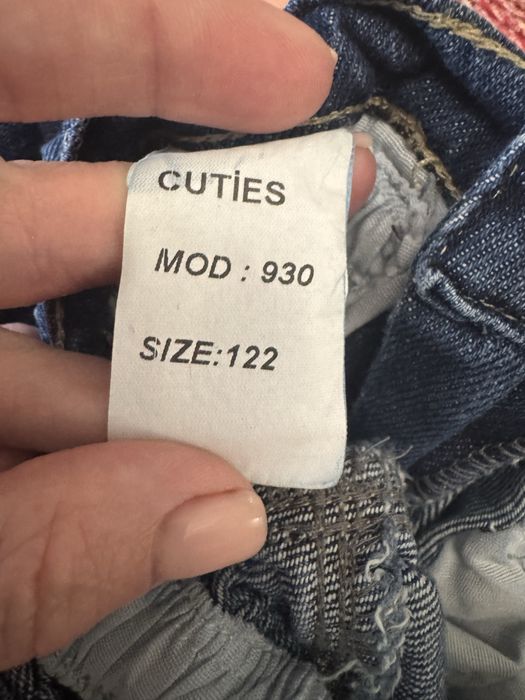 CUTİES
MOD : 930
SIZE:122